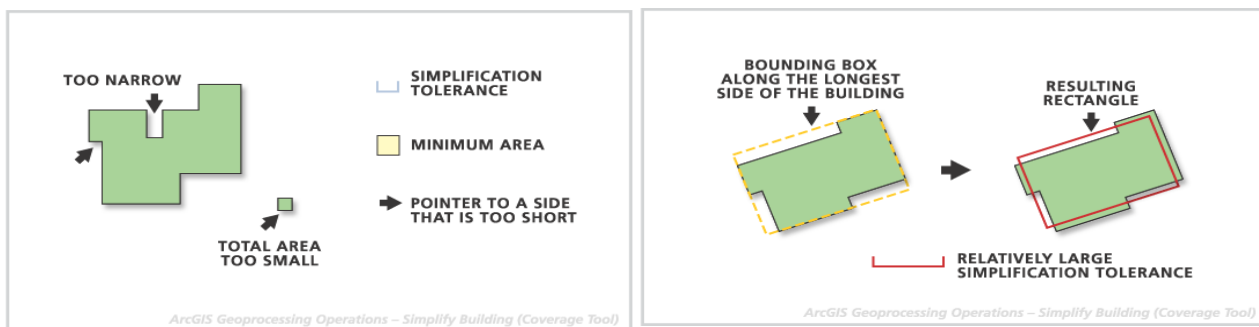 TOO NARROW
SIMPLIFICATION
TOLERANCE
MINIMUM AREA
POINTER TO A SIDE
THAT IS TOO SHORT
TOTAL AREA
TOO SMALL
ArcGIS Geoprocessing Operations – Simplify Building (Coverage Tool)
BOUNDING BOX
ALONG THE LONGEST
SIDE OF THE BUILDING
RESULTING
RECTANGLE
RELATIVELY LARGE
SIMPLIFICATION TOLERANCE
ArcGIS Geoprocessing Operations – Simplify Building (Coverage Tool)